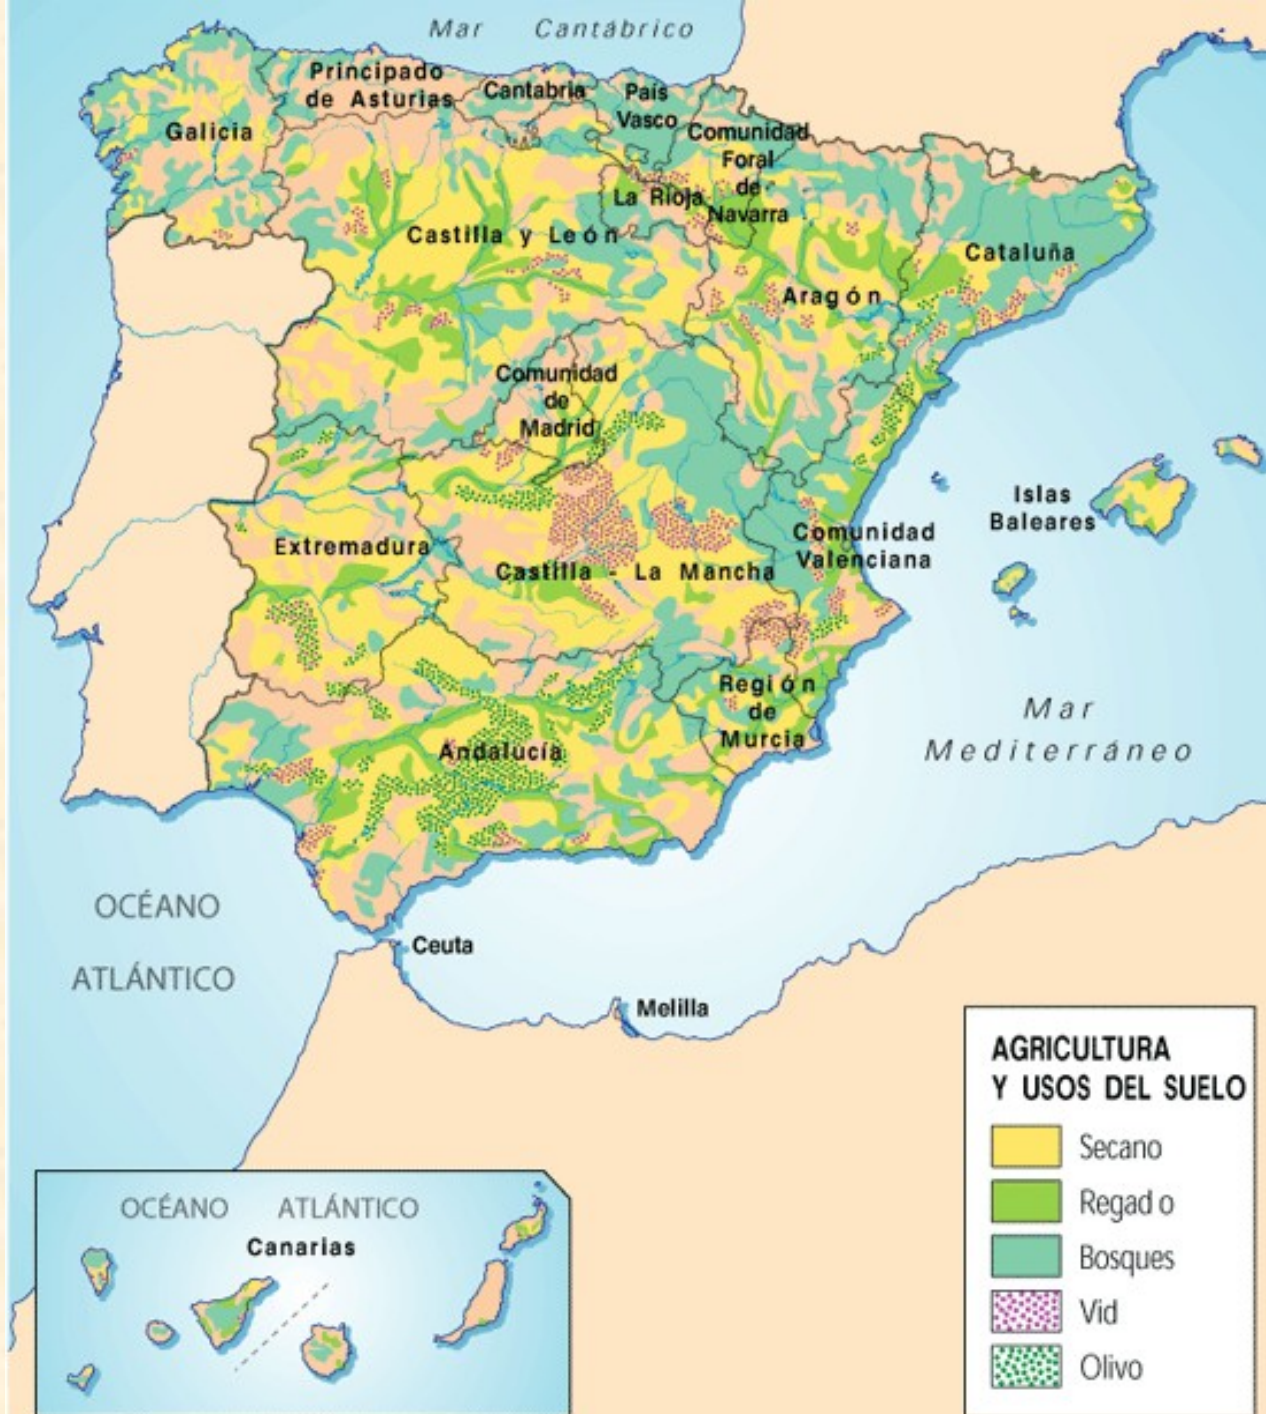 Mar Cantábrico
Principado
de Asturias
Cantabria
País
Vasco
Galicia
Comunidad
Foral
de
Navarra
La Rioja
Castilla y León
Cataluña
Aragón
Comunidad
de
Madrid
Islas
Baleares
Extremadura
Comunidad
Valenciana
Castilla - La Mancha
Región
de
Murcia
Mar
Mediterráneo
Andalucía
OCÉANO
ATLÁNTICO
Ceuta
Melilla
AGRICULTURA
Y USOS DEL SUELO
Secano
Regad o
Bosques
Vid
Olivo
OCÉANO ATLÁNTICO
Canarias